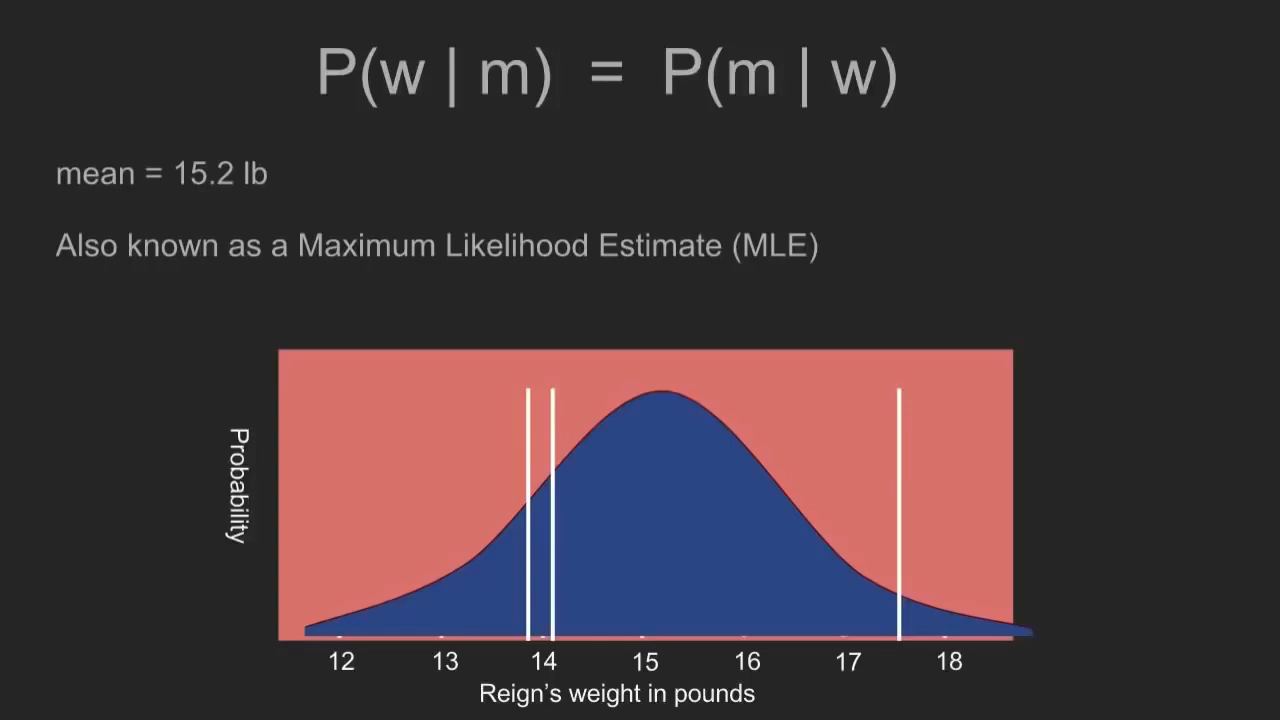 P(w | m) = P(m | w)
mean = 15.2 lb
Also known as a Maximum Likelihood Estimate (MLE)
Probability
12 13 14 15 16 17 18
Reign's weight in pounds